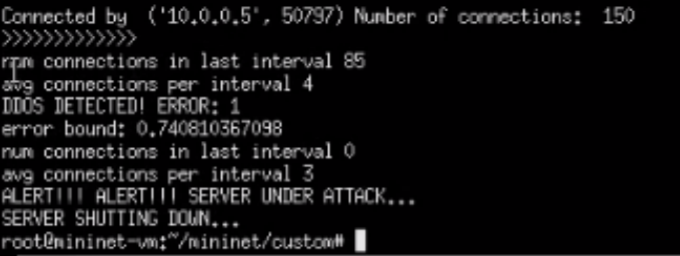 Connected by ('10.0.0.5', 50797) Number of connections: 150
>>>>>>>>>>>>>
num connections in last interval 85
avg connections per interval 4
DDOS DETECTED! ERROR: 1
error bound: 0.740810367098
num connections in last interval 0
avg connections per interval 3
ALERT!!! ALERT!!! SERVER UNDER ATTACK...
SERVER SHUTTING DOWN...
root@mininet-vm:~/mininet/custom#